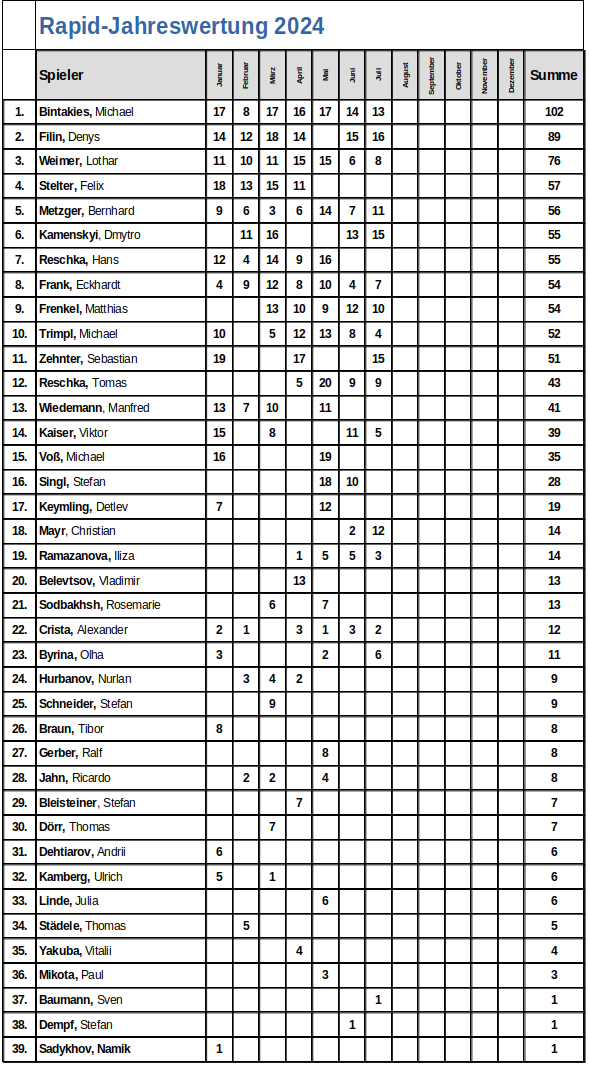 Rapid-Jahreswertung 2024
Spieler Januar Februar März April Mai Juni Juli August September Oktober November Dezember Summe
1. Bintakies, Michael 17 8 17 16 17 14 13 102
2. Filin, Denys 14 12 18 14 15 16 89
3. Weimer, Lothar 11 10 11 15 15 6 8 76
4. Stelter, Felix 18 13 15 11 57
5. Metzger, Bernhard 9 6 3 6 14 7 11 56
6. Kamenskyi, Dmytro 11 16 13 15 55
7. Reschka, Hans 12 4 14 9 16 55
8. Frank, Eckhardt 4 9 12 8 10 4 7 54
9. Frenkel, Matthias 13 10 9 12 10 54
10. Trimpl, Michael 10 5 12 13 8 4 52
11. Zehnter, Sebastian 19 17 15 51
12. Reschka, Tomas 5 20 9 9 43
13. Wiedemann, Manfred 13 7 10 11 41
14. Kaiser, Viktor 15 8 11 5 39
15. Voß, Michael 16 19 35
16. Singl, Stefan 18 10 28
17. Keymling, Detlev 7 12 19
18. Mayr, Christian 2 12 14
19. Ramazanova, Iliza 1 5 5 3 14
20. Belevtsov, Vladimir 13 13
21. Sodbakhsh, Rosemarie 6 7 13
22. Crista, Alexander 2 1 3 1 3 2 12
23. Byrina, Olha 3 2 6 11
24. Hurbanov, Nurlan 3 4 2 9
25. Schneider, Stefan 9 9
26. Braun, Tibor 8 8
27. Gerber, Ralf 8 8
28. Jahn, Ricardo 2 2 4 8
29. Bleisteiner, Stefan 7 7
30. Dörr, Thomas 7 7
31. Dehtiarov, Andrii 6 6
32. Kamberg, Ulrich 5 1 6
33. Linde, Julia 6 6
34. Städele, Thomas 5 5
35. Yakuba, Vitalii 4 4
36. Mikota, Paul 3 3
37. Baumann, Sven 1 1
38. Dempf, Stefan 1 1
39. Sadykhov, Namik 1 1